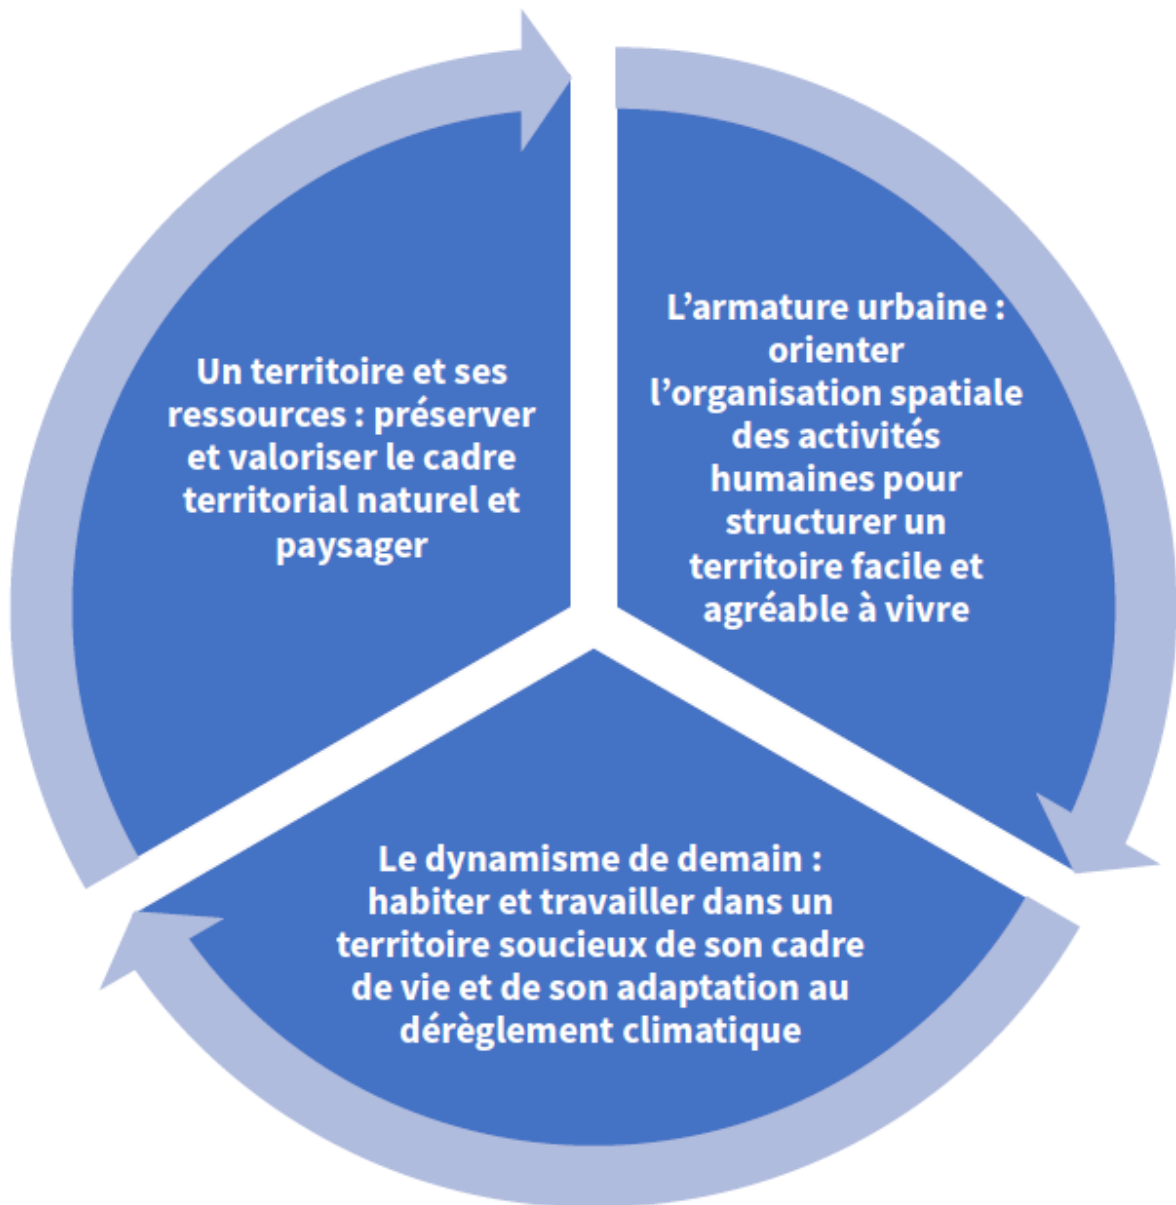 Un territoire et ses
ressources : préserver
et valoriser le cadre
territorial naturel et
paysager
L’armature urbaine :
orienter
l’organisation spatiale
des activités
humaines pour
structurer un
territoire facile et
agréable à vivre
Le dynamisme de demain :
habiter et travailler dans un
territoire soucieux de son cadre
de vie et de son adaptation au
dérèglement climatique